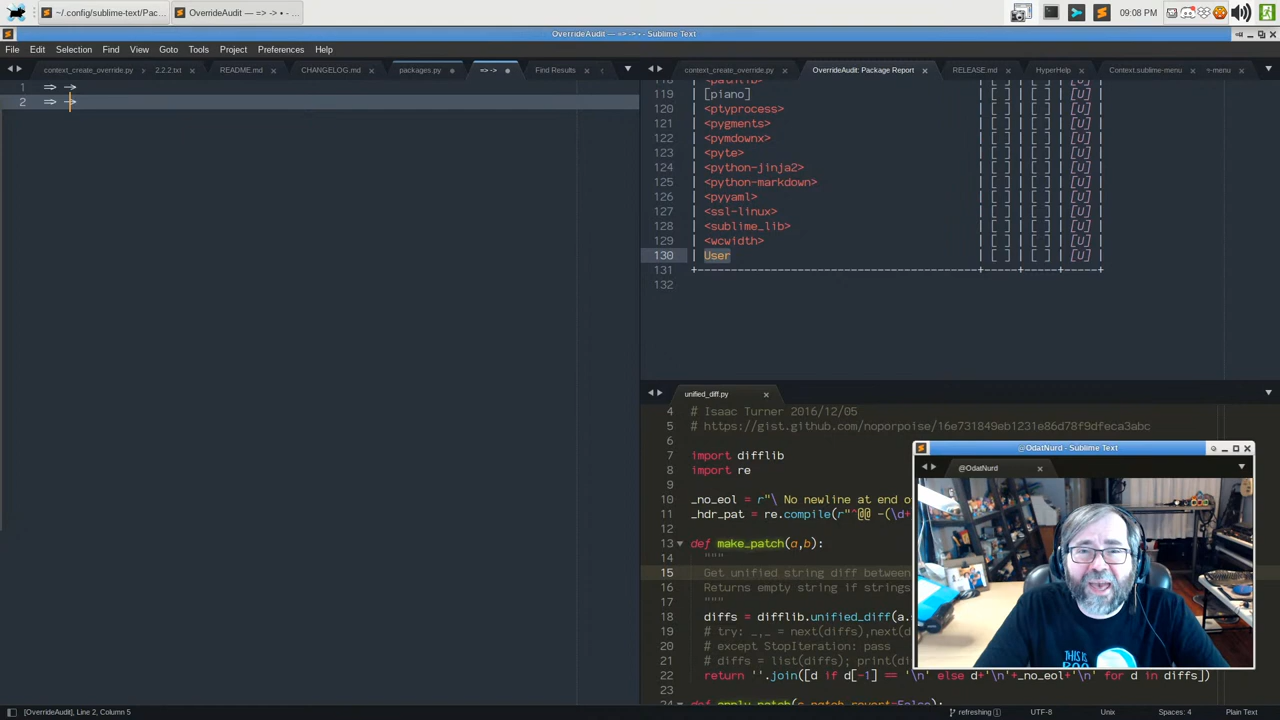 ~/.config/sublime-text/Pac...
OverrideAudit — => -> • - ...
09:08 PM
OverrideAudit — => -> • - Sublime Text
File Edit Selection Find View Goto Tools Project Preferences Help
context_create_override.py 2.2.2.txt README.md CHANGELOG.md packages.py => -> Find Results
1 => ->
2 => ->
context_create_override.py OverrideAudit: Package Report RELEASE.md HyperHelp Context.sublime-menu
119 | [piano] | [ ] | [ ] | [U] |
120 | <ptyprocess> | [ ] | [ ] | [U] |
121 | <pygments> | [ ] | [ ] | [U] |
122 | <pymdownx> | [ ] | [ ] | [U] |
123 | <pyte> | [ ] | [ ] | [U] |
124 | <python-jinja2> | [ ] | [ ] | [U] |
125 | <python-markdown> | [ ] | [ ] | [U] |
126 | <pyyaml> | [ ] | [ ] | [U] |
127 | <ssl-linux> | [ ] | [ ] | [U] |
128 | <sublime_lib> | [ ] | [ ] | [U] |
129 | <wcwidth> | [ ] | [ ] | [U] |
130 | User | [ ] | [ ] | [U] |
131 +------------------------------------------+-----+-----+-----+
132
unified_diff.py
4 # Isaac Turner 2016/12/05
5 # https://gist.github.com/noporpoise/16e731849eb1231e86d78f9dfeca3abc
6
7 import difflib
8 import re
9
10 _no_eol = r"\ No newline at end o
11 _hdr_pat = re.compile(r"^@@ -(\d+
12
13 def make_patch(a,b):
14 """
15 Get unified string diff between
16 Returns empty string if strings
17 """
18 diffs = difflib.unified_diff(a.
19 # try: _,_ = next(diffs),next(d
20 # except StopIteration: pass
21 # diffs = list(diffs); print(d
22 return ''.join([d if d[-1] == '\n' else d+'\n'+_no_eol+'\n' for d in diffs])
23
@OdatNurd - Sublime Text
@OdatNurd
THIS IS
BOO
[OverrideAudit], Line 2, Column 5
refreshing [1] UTF-8 Unix Spaces: 4 Plain Text